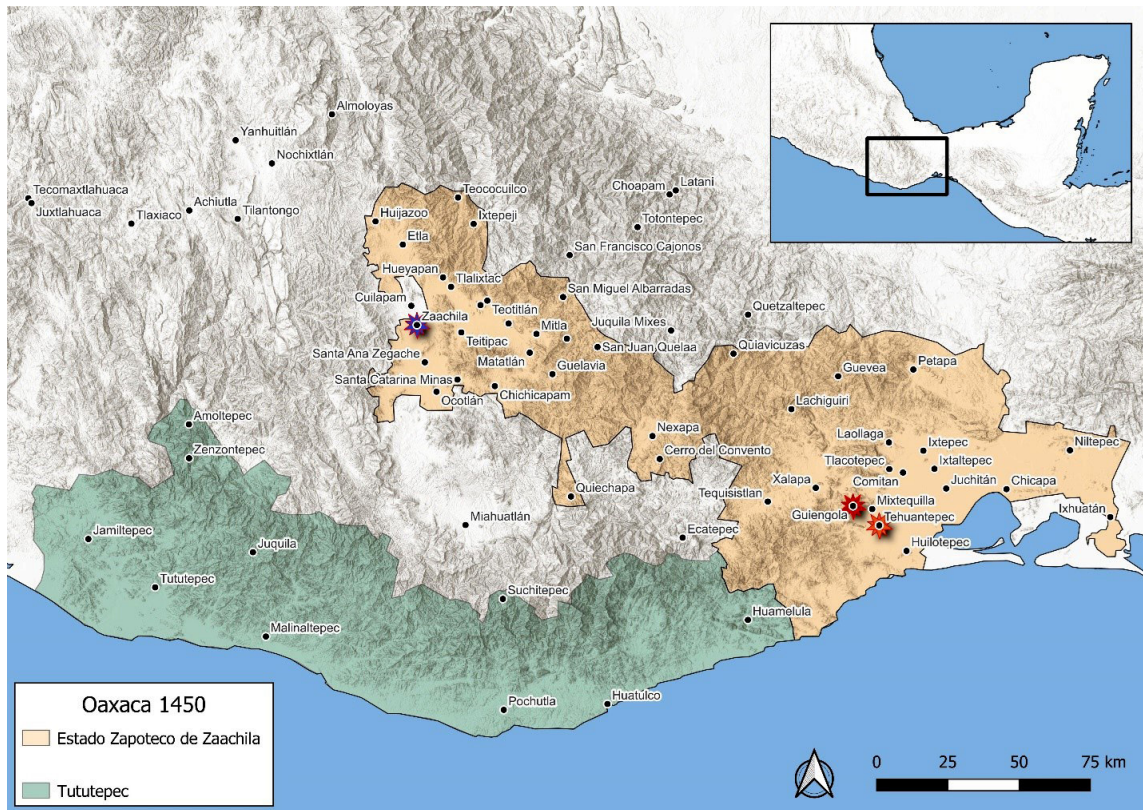 Almoloyas
Yanhuitlán
Nochixtlán
Tecomaxtlahuaca
Juxtlahuaca
Achiutla
Tlaxiaco
Tilantongo
Teococuilco
Huijazoo
Ixtepeji
Etla
Choapam
Latani
Totontepec
San Francisco Cajonos
Hueyapan
Tlalixtac
San Miguel Albarradas
Cuilapam
Teotitlán
Zaachila
Quetzaltepec
Mitla
Juquila Mixes
Teitipac
San Juan Quelaa
Matatlán
Quiavicuzas
Santa Ana Zegache
Guelavia
Guevea
Petapa
Santa Catarina Minas
Chichicapam
Ocotlán
Lachiguiri
Amoltepec
Nexapa
Laollaga
Ixtepec
Niltepec
Zenzontepec
Cerro del Convento
Tlacotepec
Ixtaltepec
Comitan
Quiechapa
Xalapa
Juchitán
Chicapa
Tequisistlan
Mixtequilla
Guiengola
Ixhuatán
Tehuantepec
Miahuatlán
Jamiltepec
Ecatepec
Juquila
Huilotepec
Tututepec
Suchitepec
Huamelula
Malinaltepec
Pochutla
Huatulco
Oaxaca 1450
Estado Zapoteco de Zaachila
Tututepec
0 25 50 75 km